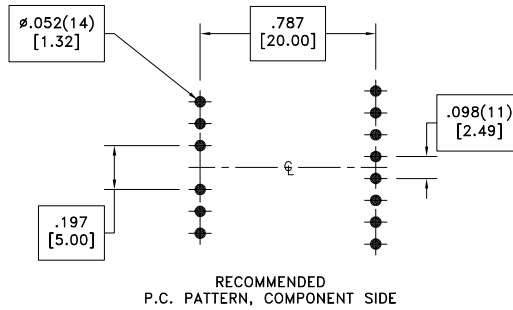 ø.052(14)
[1.32]
.787
[20.00]
.098(11)
[2.49]
℄
.197
[5.00]
RECOMMENDED
P.C. PATTERN, COMPONENT SIDE